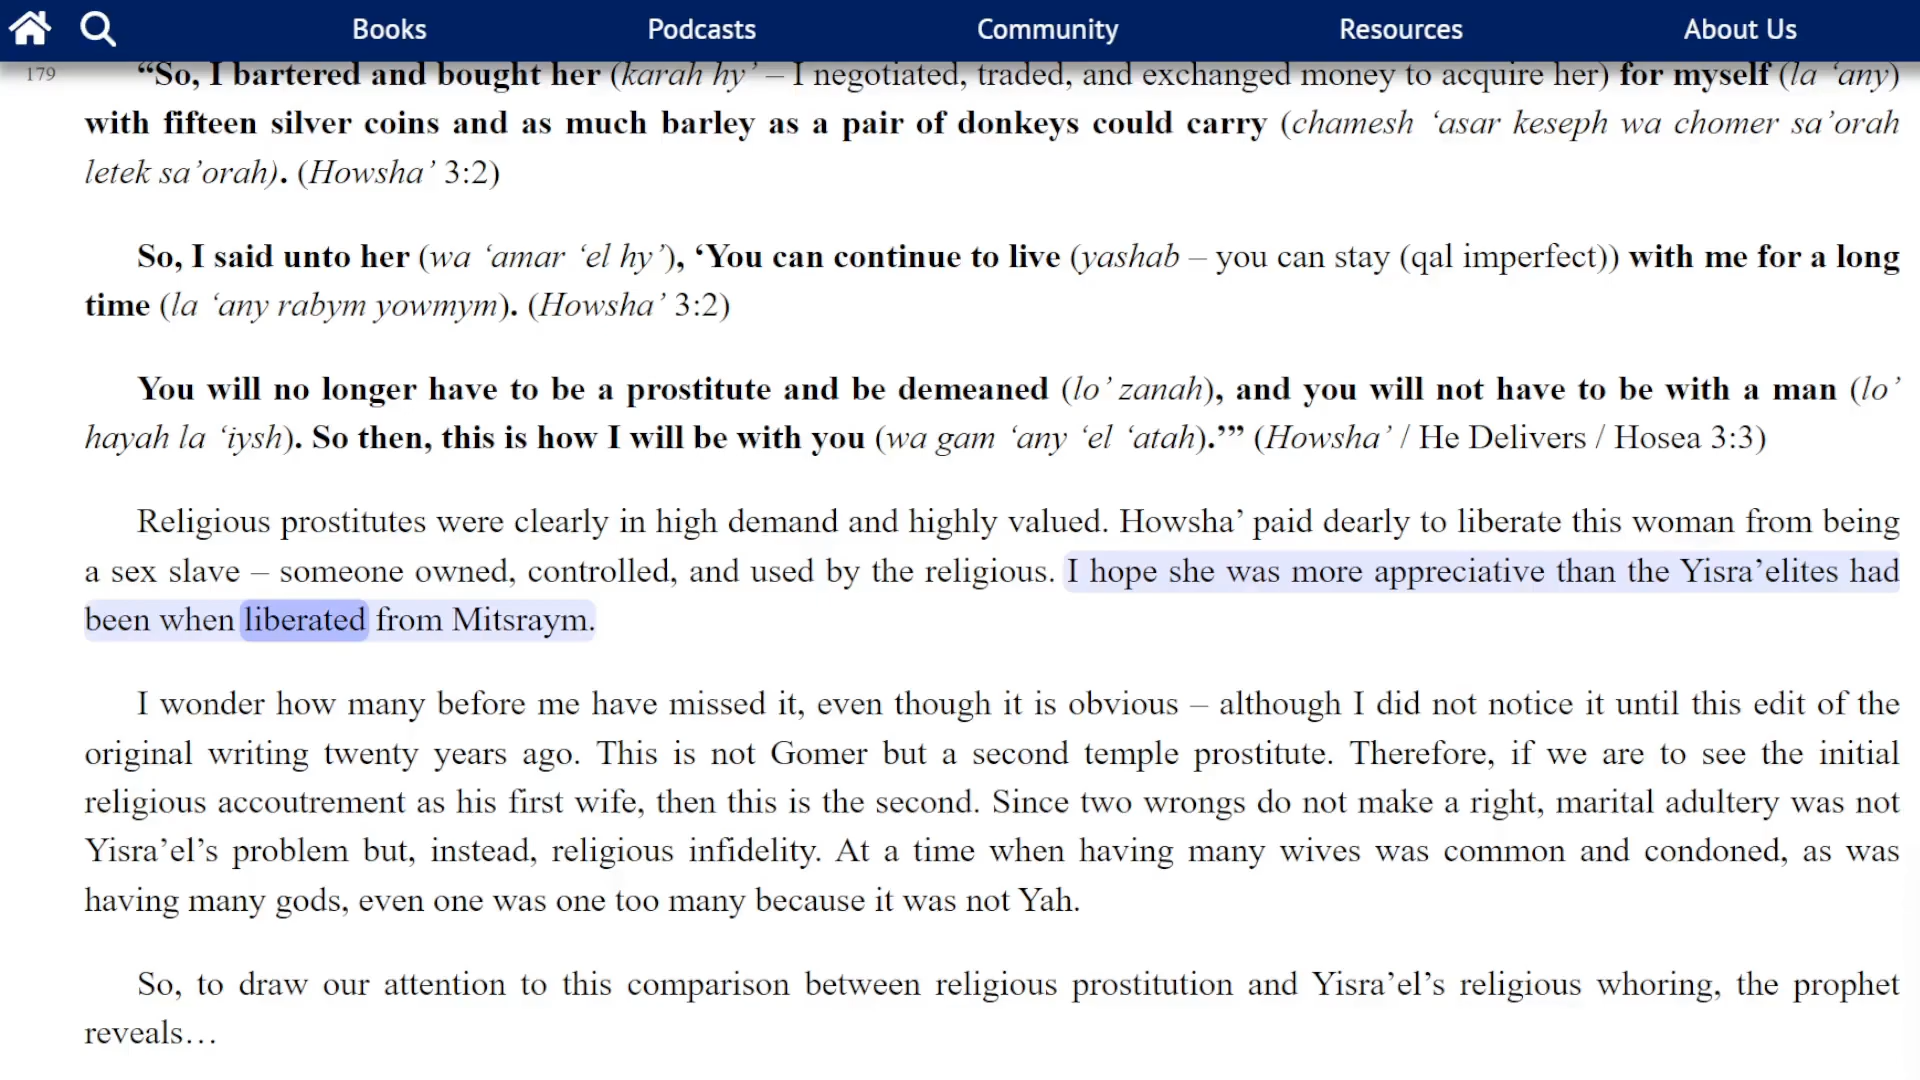 Books Podcasts Community Resources About Us
179
“So, I bartered and bought her (karah hy’ – I negotiated, traded, and exchanged money to acquire her) for myself (la ‘any)
with fifteen silver coins and as much barley as a pair of donkeys could carry (chamesh ‘asar keseph wa chomer sa’orah
letek sa’orah). (Howsha’ 3:2)
So, I said unto her (wa ‘amar ‘el hy’), ‘You can continue to live (yashab – you can stay (qal imperfect)) with me for a long
time (la ‘any rabym yowmym). (Howsha’ 3:2)
You will no longer have to be a prostitute and be demeaned (lo’ zanah), and you will not have to be with a man (lo’
hayah la ‘iysh). So then, this is how I will be with you (wa gam ‘any ‘el ‘atah).’” (Howsha’ / He Delivers / Hosea 3:3)
Religious prostitutes were clearly in high demand and highly valued. Howsha’ paid dearly to liberate this woman from being
a sex slave – someone owned, controlled, and used by the religious. I hope she was more appreciative than the Yisra’elites had
been when liberated from Mitsraym.
I wonder how many before me have missed it, even though it is obvious – although I did not notice it until this edit of the
original writing twenty years ago. This is not Gomer but a second temple prostitute. Therefore, if we are to see the initial
religious accoutrement as his first wife, then this is the second. Since two wrongs do not make a right, marital adultery was not
Yisra’el’s problem but, instead, religious infidelity. At a time when having many wives was common and condoned, as was
having many gods, even one was one too many because it was not Yah.
So, to draw our attention to this comparison between religious prostitution and Yisra’el’s religious whoring, the prophet
reveals…